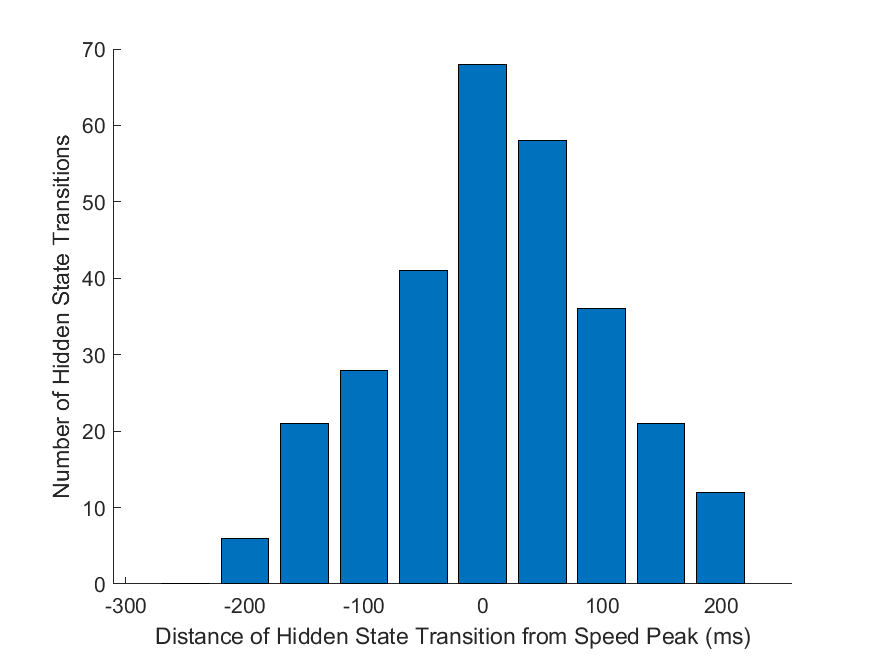 70
60
50
40
30
20
10
0
Number of Hidden State Transitions
-300 -200 -100 0 100 200
Distance of Hidden State Transition from Speed Peak (ms)